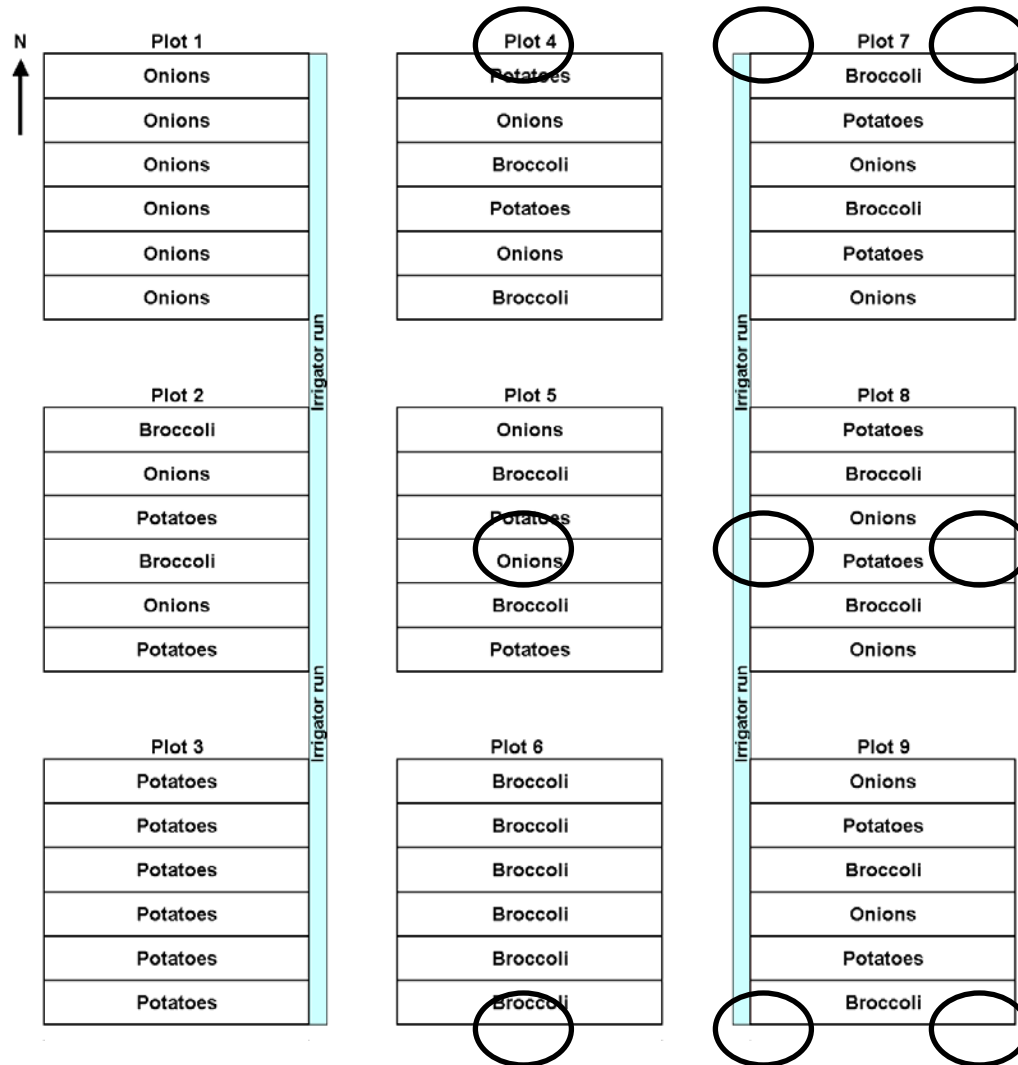 N
Plot 1
Onions
Onions
Onions
Onions
Onions
Onions
Plot 2
Broccoli
Onions
Potatoes
Broccoli
Onions
Potatoes
Plot 3
Potatoes
Potatoes
Potatoes
Potatoes
Potatoes
Potatoes
Irrigator run
Irrigator run
Plot 4
Potatoes
Onions
Broccoli
Potatoes
Onions
Broccoli
Plot 5
Onions
Broccoli
Potatoes
Onions
Broccoli
Potatoes
Plot 6
Broccoli
Broccoli
Broccoli
Broccoli
Broccoli
Broccoli
Irrigator run
Irrigator run
Plot 7
Broccoli
Potatoes
Onions
Broccoli
Potatoes
Onions
Plot 8
Potatoes
Broccoli
Onions
Potatoes
Broccoli
Onions
Plot 9
Onions
Potatoes
Broccoli
Onions
Potatoes
Broccoli